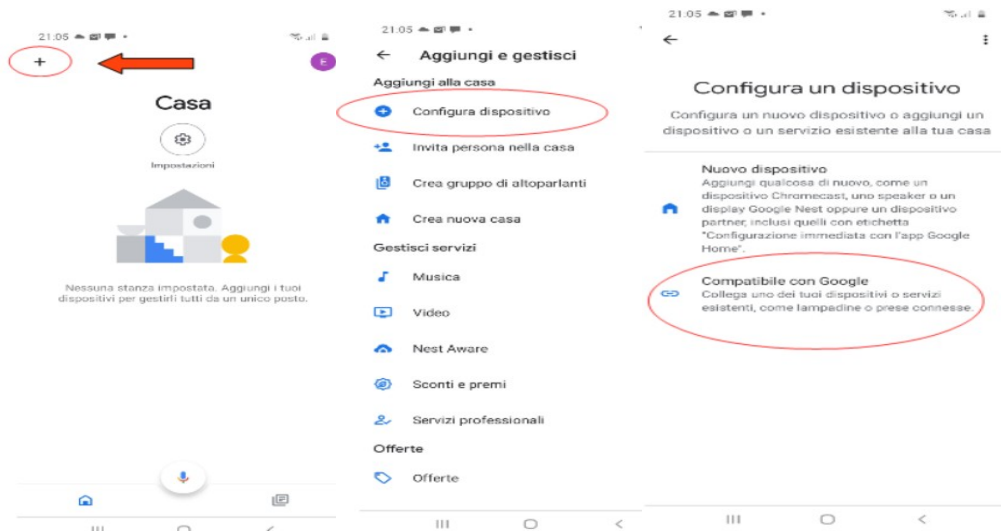 21:05
+
E
Casa
Impostazioni
Nessuna stanza impostata. Aggiungi i tuoi
dispositivi per gestirli tutti da un unico posto.
21:05
Aggiungi e gestisci
Aggiungi alla casa
Configura dispositivo
Invita persona nella casa
Crea gruppo di altoparlanti
Crea nuova casa
Gestisci servizi
Musica
Video
Nest Aware
Sconti e premi
Servizi professionali
Offerte
Offerte
21:05
Configura un dispositivo
Configura un nuovo dispositivo o aggiungi un
dispositivo o un servizio esistente alla tua casa
Nuovo dispositivo
Aggiungi qualcosa di nuovo, come un
dispositivo Chromecast, uno speaker o un
display Google Nest oppure un dispositivo
partner, inclusi quelli con etichetta
"Configurazione immediata con l'app Google
Home".
Compatibile con Google
Collega uno dei tuoi dispositivi o servizi
esistenti, come lampadine o prese connesse.